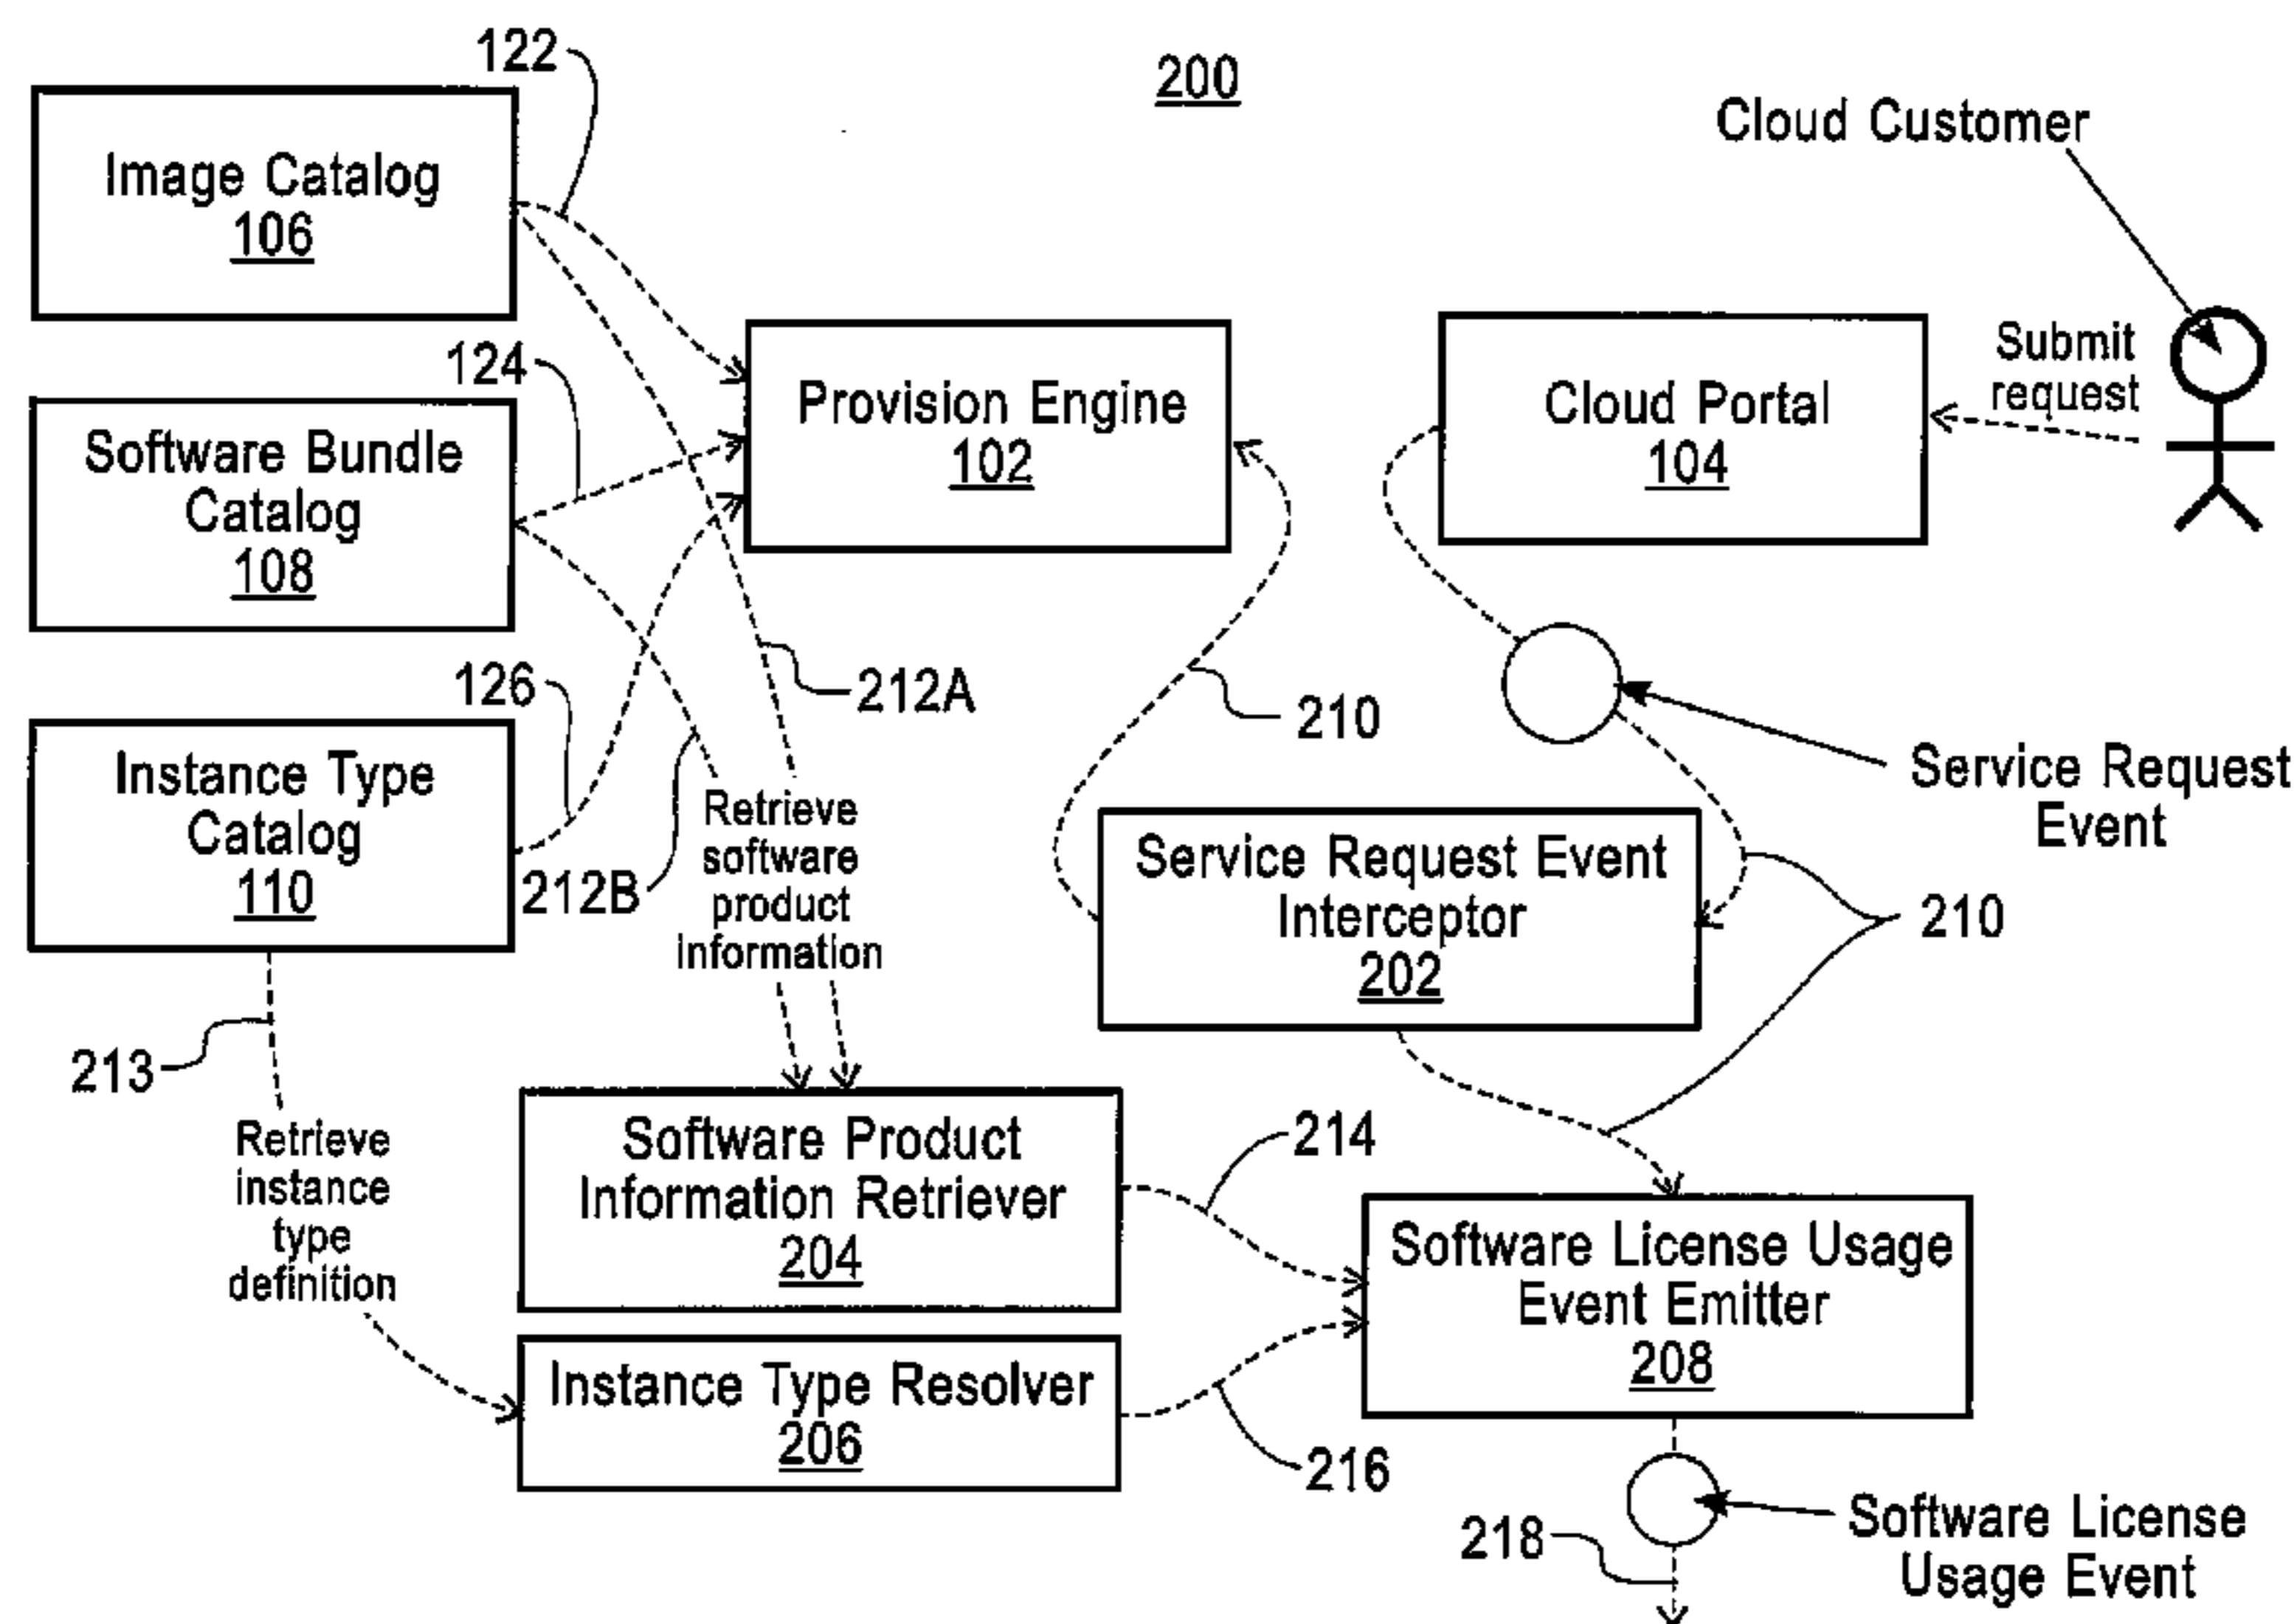 122
200
Cloud Customer
Image Catalog
106
Submit
request
124
Provision Engine
102
Cloud Portal
104
Software Bundle
Catalog
108
126
212A
210
Service Request
Event
Instance Type
Catalog
110
212B
Retrieve
software
product
information
Service Request Event
Interceptor
202
210
213
Retrieve
instance
type
definition
Software Product
Information Retriever
204
214
Software License Usage
Event Emitter
208
Instance Type Resolver
206
216
218
Software License
Usage Event